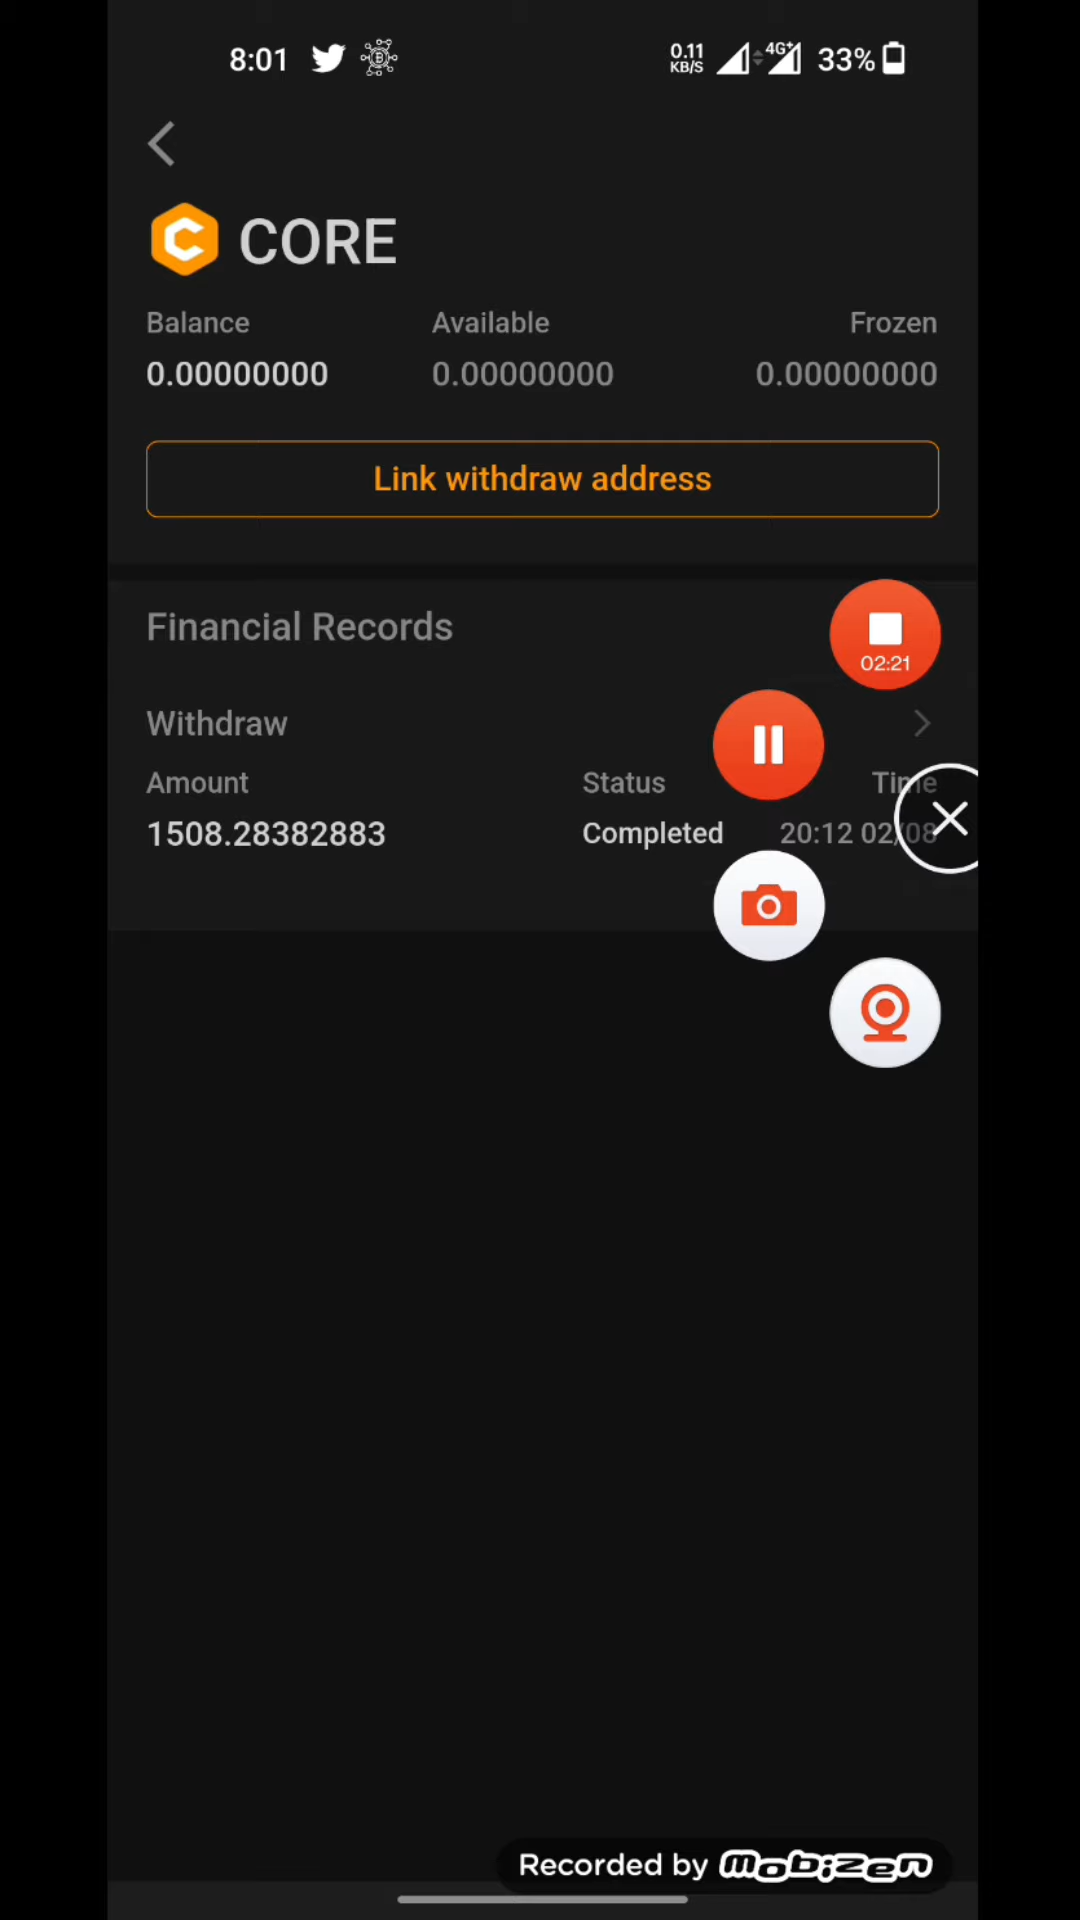 8:01 0.11 KB/S 4G+ 33%
CORE
Balance Available Frozen
0.00000000 0.00000000 0.00000000
Link withdraw address
Financial Records
02:21
Withdraw
Amount Status Time
1508.28382883 Completed 20:12 02/08
Recorded by mobizen